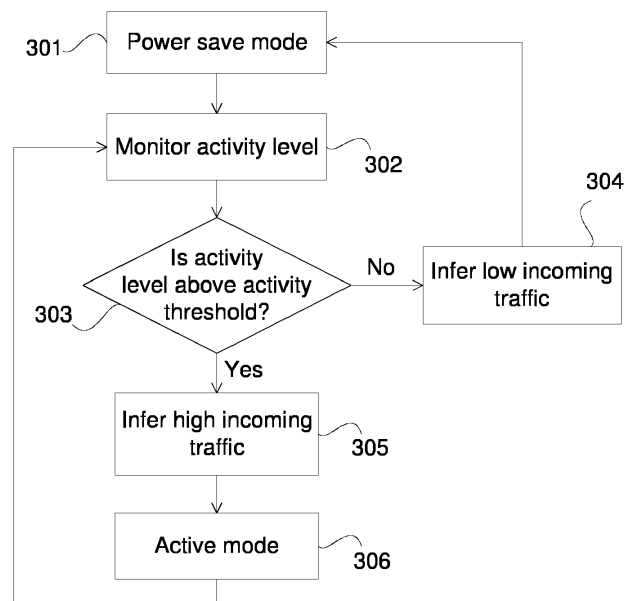 301
Power save mode
Monitor activity level
302
Is activity
level above activity
threshold?
303
No
304
Infer low incoming
traffic
Yes
Infer high incoming
traffic
305
Active mode
306